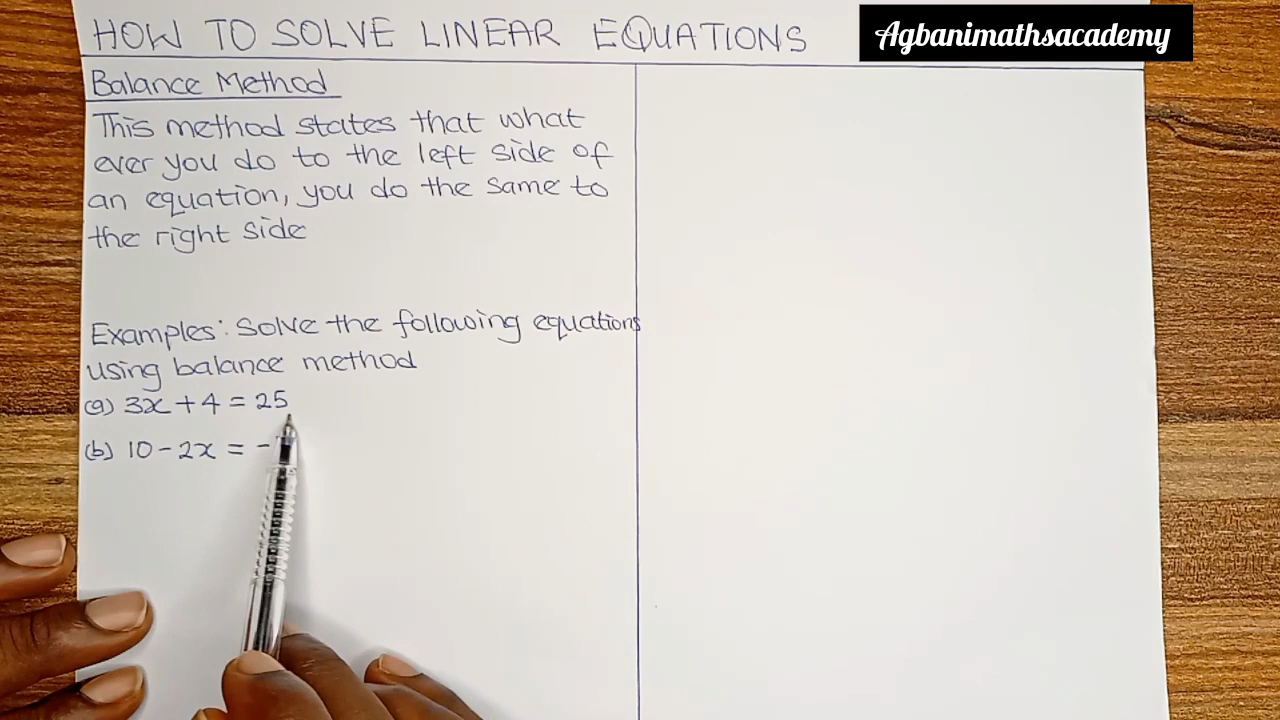 HOW TO SOLVE LINEAR EQUATIONS
Agbanimathsacademy
Balance Method
This method states that what
ever you do to the left side of
an equation, you do the same to
the right side
Examples: Solve the following equations
using balance method
(a) 3x + 4 = 25
(b) 10 - 2x = -